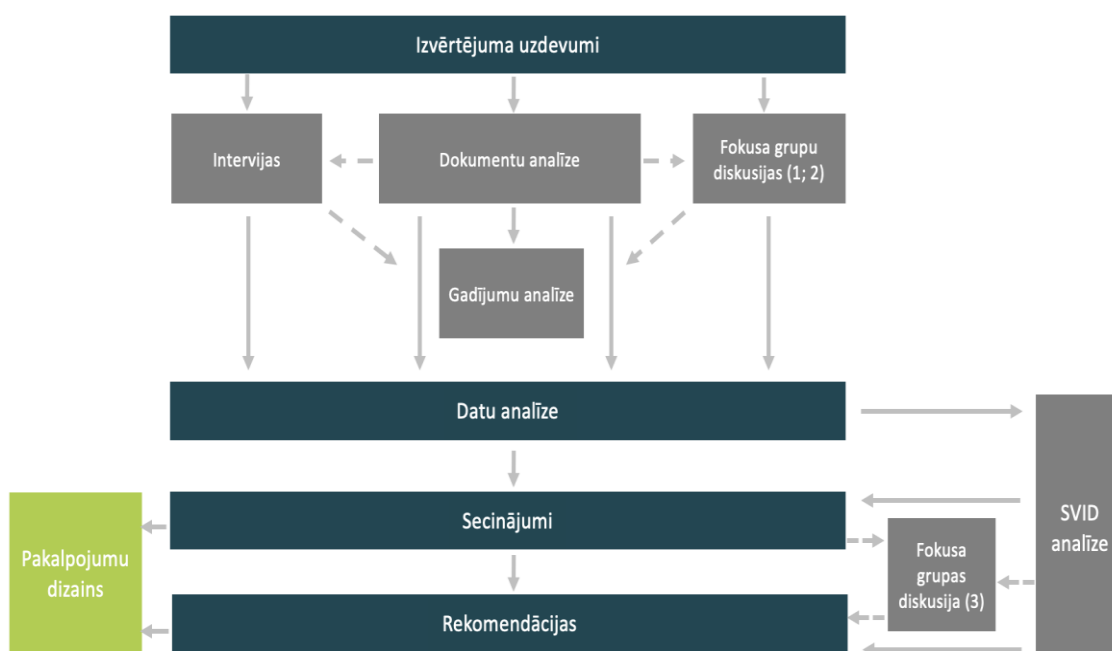 Izvērtējuma uzdevumi
Intervijas
Dokumentu analīze
Fokusa grupu
diskusijas (1; 2)
Gadījumu analīze
Datu analīze
Secinājumi
Rekomendācijas
Pakalpojumu
dizains
Fokusa
grupas
diskusija (3)
SVID
analīze